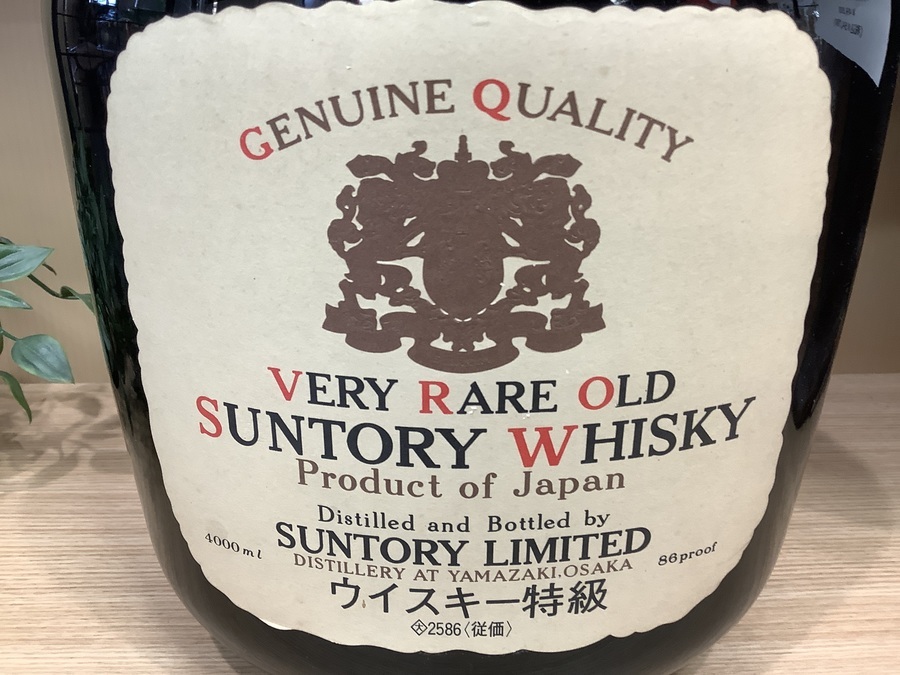 GENUINE QUALITY
VERY RARE OLD
SUNTORY WHISKY
Product of Japan
Distilled and Bottled by
SUNTORY LIMITED
4000ml
86proof
DISTILLERY AT YAMAZAKI, OSAKA
ウイスキー特級
2586〈従価〉